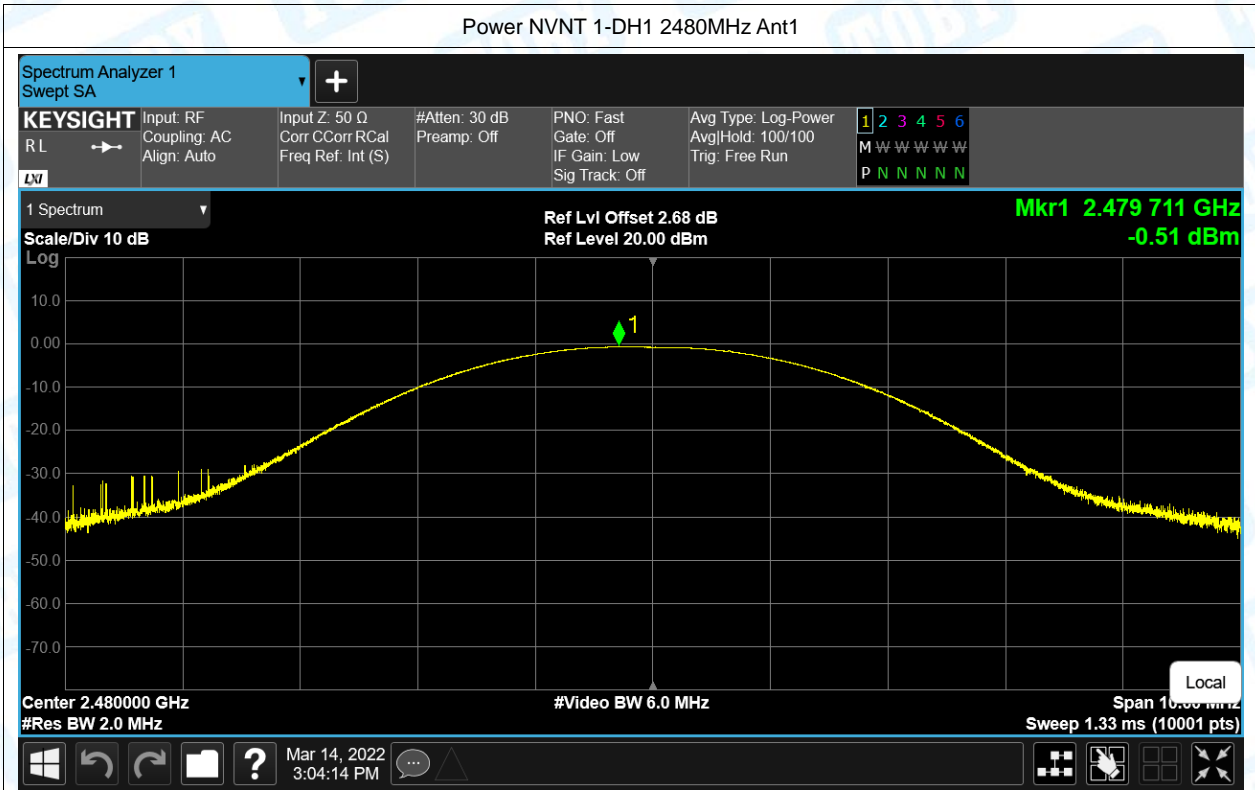 Power NVNT 1-DH1 2480MHz Ant1
Spectrum Analyzer 1
Swept SA
+
KEYSIGHT
R L
LXI
Input: RF
Coupling: AC
Align: Auto
Input Z: 50 Ω
Corr CCorr RCal
Freq Ref: Int (S)
#Atten: 30 dB
Preamp: Off
PNO: Fast
Gate: Off
IF Gain: Low
Sig Track: Off
Avg Type: Log-Power
Avg|Hold: 100/100
Trig: Free Run
1 2 3 4 5 6
M W W W W W
P N N N N N
1 Spectrum
Scale/Div 10 dB
Ref Lvl Offset 2.68 dB
Ref Level 20.00 dBm
Mkr1 2.479 711 GHz
-0.51 dBm
Log
10.0
0.00
-10.0
-20.0
-30.0
-40.0
-50.0
-60.0
-70.0
1
Local
Center 2.480000 GHz
#Video BW 6.0 MHz
Span 10.00 MHz
#Res BW 2.0 MHz
Sweep 1.33 ms (10001 pts)
?
Mar 14, 2022
3:04:14 PM